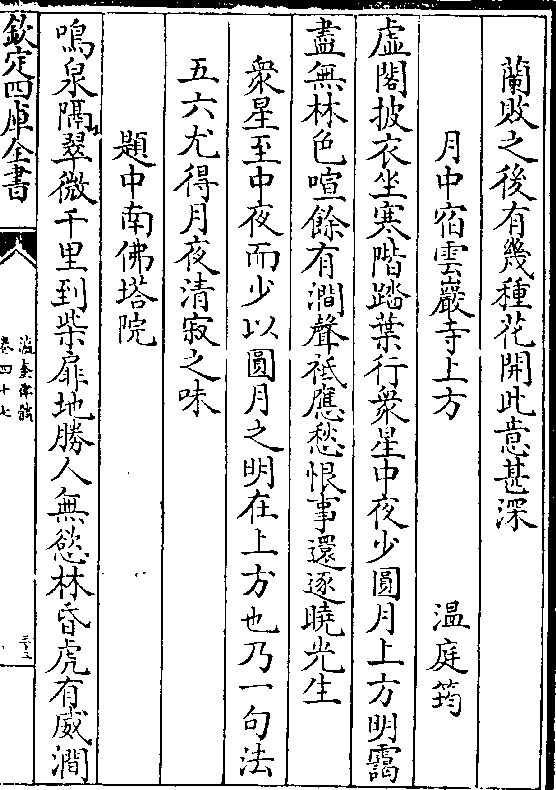 蘭敗之後有幾種花開此意甚深
月中宿雲巖寺上方　温庭筠
虛閣披衣坐寒階踏葉行衆星中夜少圓月上方明靄
盡無林色喧餘有澗聲祗應愁恨事還逐曉光生
衆星至中夜而少以圓月之明在上方也乃一句法
五六尤得月夜清寂之味
題中南佛塔院
鳴泉隔翠微千里到柴扉地勝人無慾林昏虎有威澗
欽定四庫全書
瀛奎律髓
卷四十七
三十二